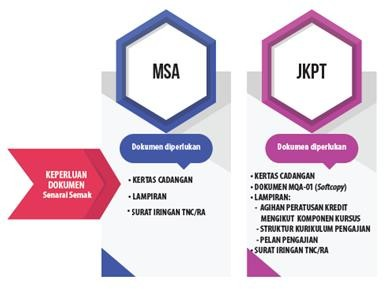 MSA
JKPT
KEPERLUAN
DOKUMEN
Senarai Semak
Dokumen diperlukan
• KERTAS CADANGAN
• LAMPIRAN
• SURAT IRINGAN TNC/RA
Dokumen diperlukan
• KERTAS CADANGAN
• DOKUMEN MQA-01 (Softcopy)
• LAMPIRAN:
- AGIHAN PERATUSAN KREDIT
MENGIKUT KOMPONEN KURSUS
- STRUKTUR KURIKULUM PENGAJIAN
- PELAN PENGAJIAN
• SURAT IRINGAN TNC/RA